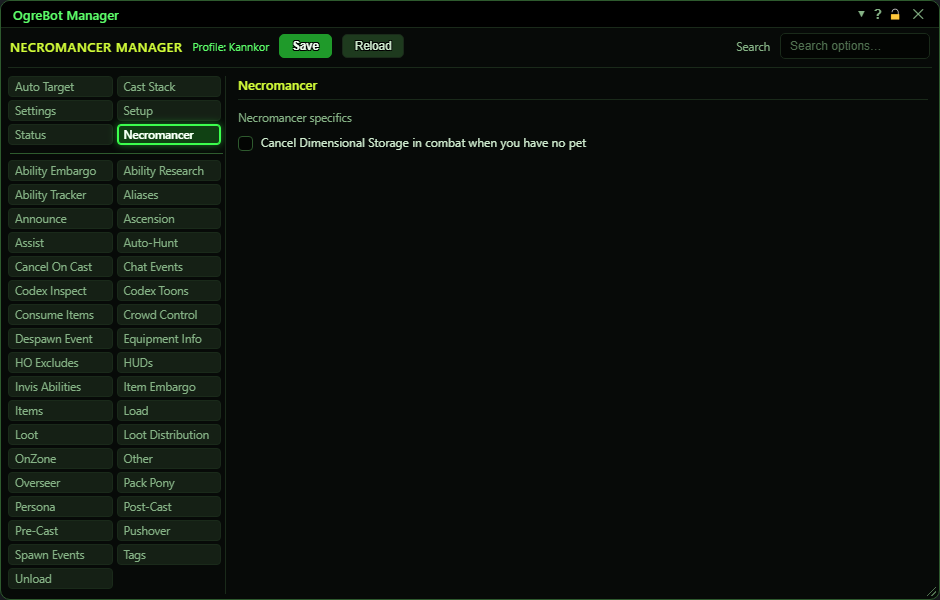 OgreBot Manager
?
NECROMANCER MANAGER Profile: Kannkor Save Reload Search Search options...
Auto Target Cast Stack
Settings Setup
Status Necromancer
Ability Embargo Ability Research
Ability Tracker Aliases
Announce Ascension
Assist Auto-Hunt
Cancel On Cast Chat Events
Codex Inspect Codex Toons
Consume Items Crowd Control
Despawn Event Equipment Info
HO Excludes HUDs
Invis Abilities Item Embargo
Items Load
Loot Loot Distribution
OnZone Other
Overseer Pack Pony
Persona Post-Cast
Pre-Cast Pushover
Spawn Events Tags
Unload
Necromancer
Necromancer specifics
Cancel Dimensional Storage in combat when you have no pet